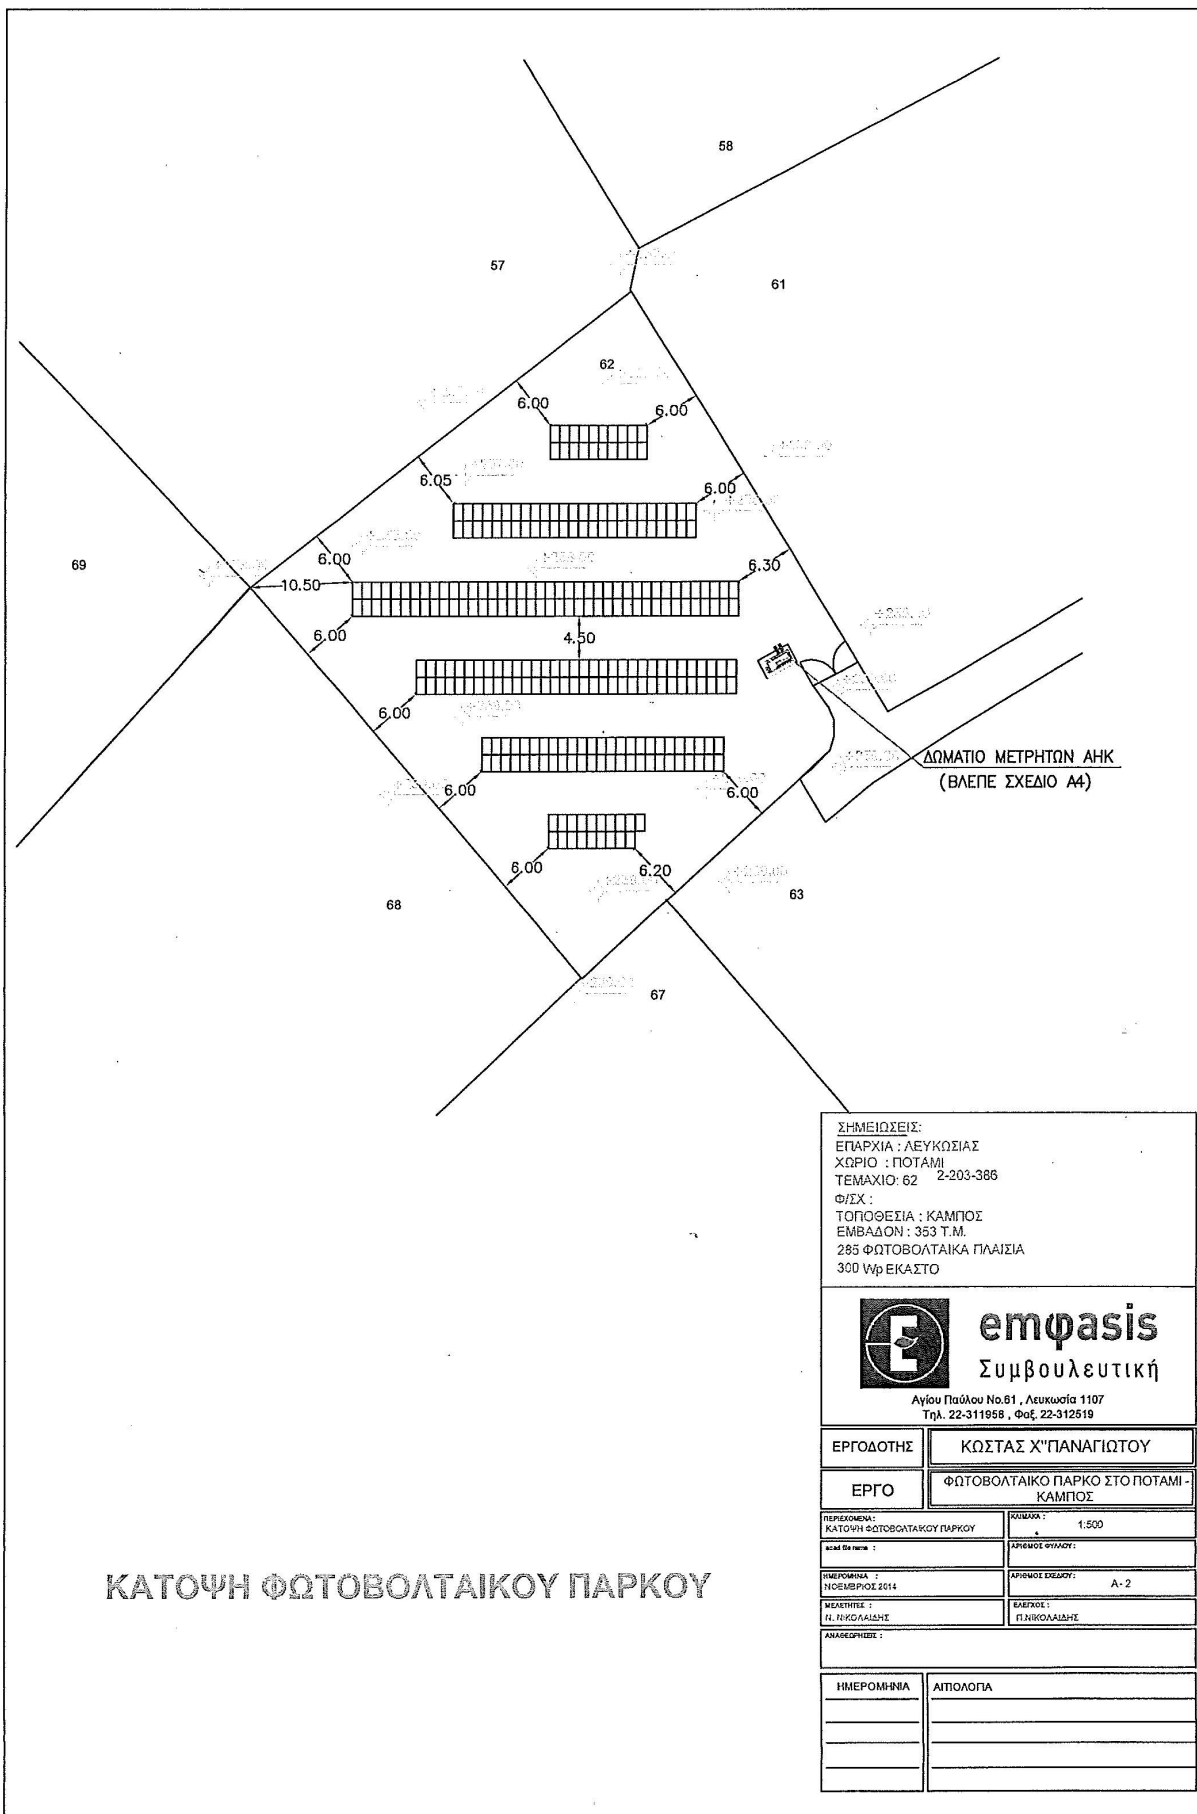 58
57
61
62
6.00
6.00
6.05
6.00
69
6.00
10.50
6.30
6.00
4.50
6.00
ΔΩΜΑΤΙΟ ΜΕΤΡΗΤΩΝ ΑΗΚ
(ΒΛΕΠΕ ΣΧΕΔΙΟ Α4)
6.00
6.00
6.00
6.20
63
68
67
ΣΗΜΕΙΩΣΕΙΣ:
ΕΠΑΡΧΙΑ : ΛΕΥΚΩΣΙΑΣ
ΧΩΡΙΟ : ΠΟΤΑΜΙ
ΤΕΜΑΧΙΟ: 62 2-203-386
Φ/ΣΧ :
ΤΟΠΟΘΕΣΙΑ : ΚΑΜΠΟΣ
ΕΜΒΑΔΟΝ : 353 Τ.Μ.
285 ΦΩΤΟΒΟΛΤΑΙΚΑ ΠΛΑΙΣΙΑ
300 Wp ΕΚΑΣΤΟ
emφasis
Συμβουλευτική
Αγίου Παύλου Νο.61 , Λευκωσία 1107
Τηλ. 22-311958 , Φαξ. 22-312519
ΕΡΓΟΔΟΤΗΣ ΚΩΣΤΑΣ Χ"ΠΑΝΑΓΙΩΤΟΥ
ΕΡΓΟ ΦΩΤΟΒΟΛΤΑΙΚΟ ΠΑΡΚΟ ΣΤΟ ΠΟΤΑΜΙ -
ΚΑΜΠΟΣ
ΠΕΡΙΕΧΟΜΕΝΑ :
ΚΑΤΟΨΗ ΦΩΤΟΒΟΛΤΑΙΚΟΥ ΠΑΡΚΟΥ
ΚΛΙΜΑΚΑ :
1:500
acad file name :
ΑΡΙΘΜΟΣ ΦΥΛΛΟΥ :
ΗΜΕΡΟΜΗΝΙΑ :
ΝΟΕΜΒΡΙΟΣ 2014
ΑΡΙΘΜΟΣ ΣΧΕΔΙΟΥ :
Α - 2
ΜΕΛΕΤΗΤΕΣ :
Ν. ΝΙΚΟΛΑΙΔΗΣ
ΕΛΕΓΧΟΣ :
Π.ΝΙΚΟΛΑΙΔΗΣ
ΑΝΑΘΕΩΡΗΣΕΙΣ :
ΗΜΕΡΟΜΗΝΙΑ ΑΙΤΙΟΛΟΓΙΑ
ΚΑΤΟΨΗ ΦΩΤΟΒΟΛΤΑΙΚΟΥ ΠΑΡΚΟΥ